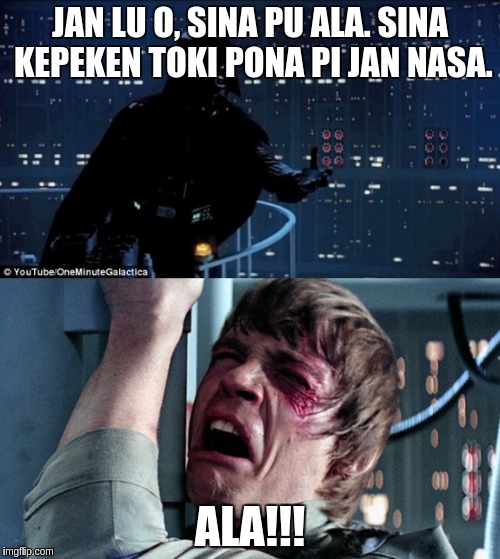 JAN LU O, SINA PU ALA. SINA
KEPEKEN TOKI PONA PI JAN NASA.
© YouTube/OneMinuteGalactica
ALA!!!
imgflip.com